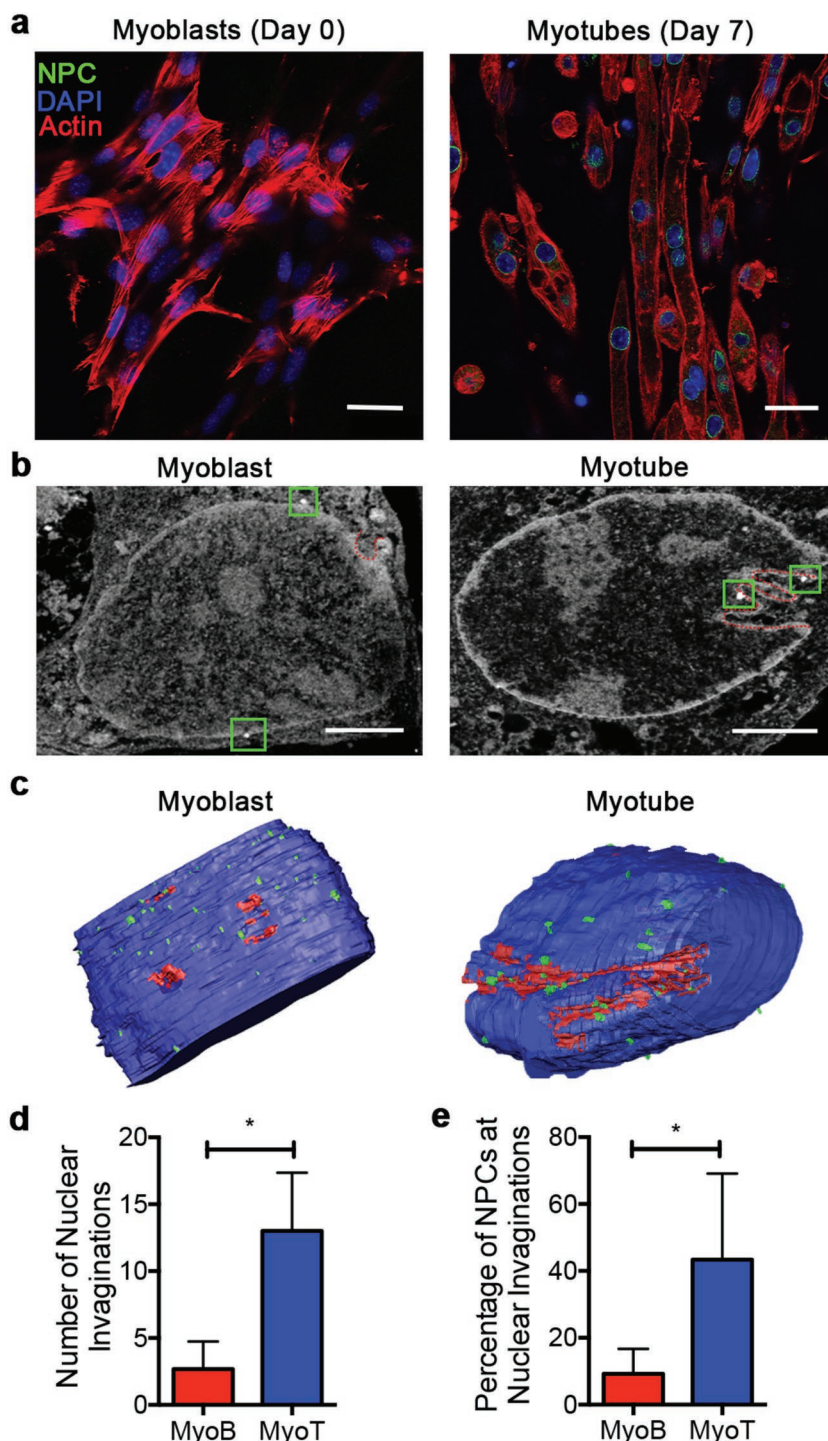 a
Myoblasts (Day 0)
Myotubes (Day 7)
NPC
DAPI
Actin
b
Myoblast
Myotube
c
Myoblast
Myotube
d
*
20
15
10
5
0
Number of Nuclear
Invaginations
MyoB
MyoT
e
*
80
60
40
20
0
Percentage of NPCs at
Nuclear Invaginations
MyoB
MyoT